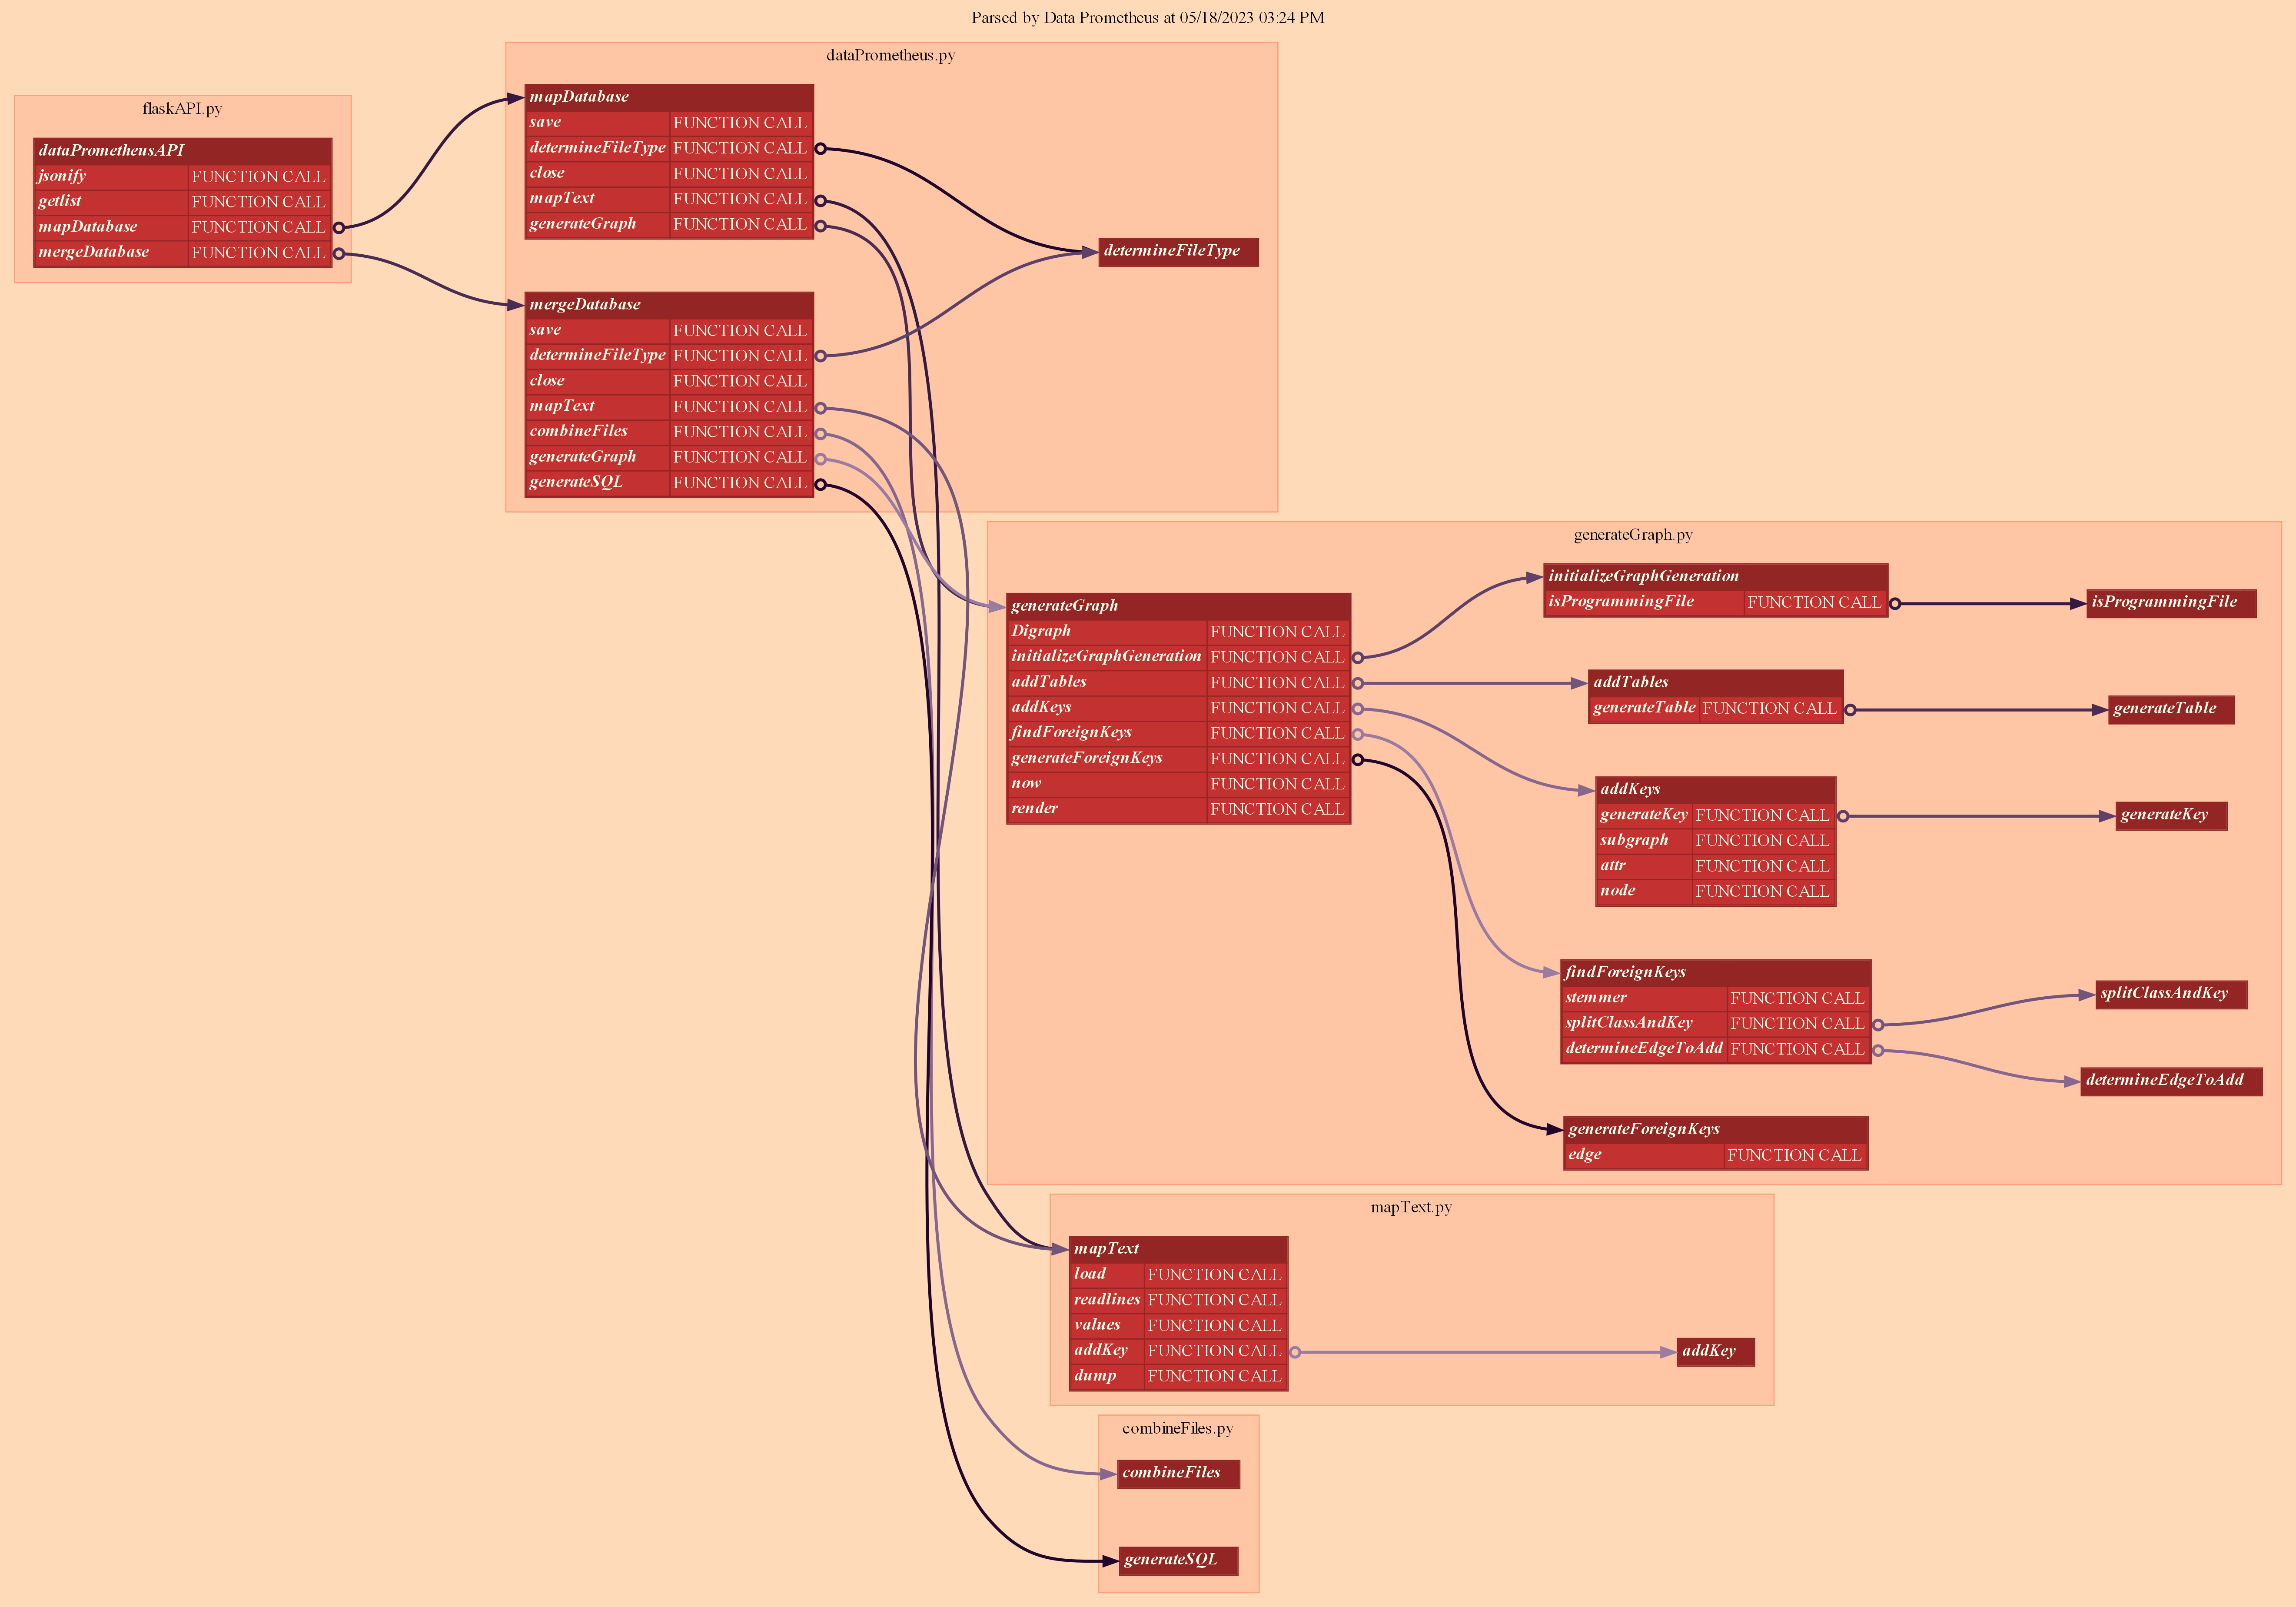 Parsed by Data Prometheus at 05/18/2023 03:24 PM
flaskAPI.py
dataPrometheusAPI
jsonify FUNCTION CALL
getlist FUNCTION CALL
mapDatabase FUNCTION CALL
mergeDatabase FUNCTION CALL
dataPrometheus.py
mapDatabase
save FUNCTION CALL
determineFileType FUNCTION CALL
close FUNCTION CALL
mapText FUNCTION CALL
generateGraph FUNCTION CALL
mergeDatabase
save FUNCTION CALL
determineFileType FUNCTION CALL
close FUNCTION CALL
mapText FUNCTION CALL
combineFiles FUNCTION CALL
generateGraph FUNCTION CALL
generateSQL FUNCTION CALL
determineFileType
generateGraph.py
generateGraph
Digraph FUNCTION CALL
initializeGraphGeneration FUNCTION CALL
addTables FUNCTION CALL
addKeys FUNCTION CALL
findForeignKeys FUNCTION CALL
generateForeignKeys FUNCTION CALL
now FUNCTION CALL
render FUNCTION CALL
initializeGraphGeneration
isProgrammingFile FUNCTION CALL
isProgrammingFile
addTables
generateTable FUNCTION CALL
generateTable
addKeys
generateKey FUNCTION CALL
subgraph FUNCTION CALL
attr FUNCTION CALL
node FUNCTION CALL
generateKey
findForeignKeys
stemmer FUNCTION CALL
splitClassAndKey FUNCTION CALL
determineEdgeToAdd FUNCTION CALL
splitClassAndKey
determineEdgeToAdd
generateForeignKeys
edge FUNCTION CALL
mapText.py
mapText
load FUNCTION CALL
readlines FUNCTION CALL
values FUNCTION CALL
addKey FUNCTION CALL
dump FUNCTION CALL
addKey
combineFiles.py
combineFiles
generateSQL